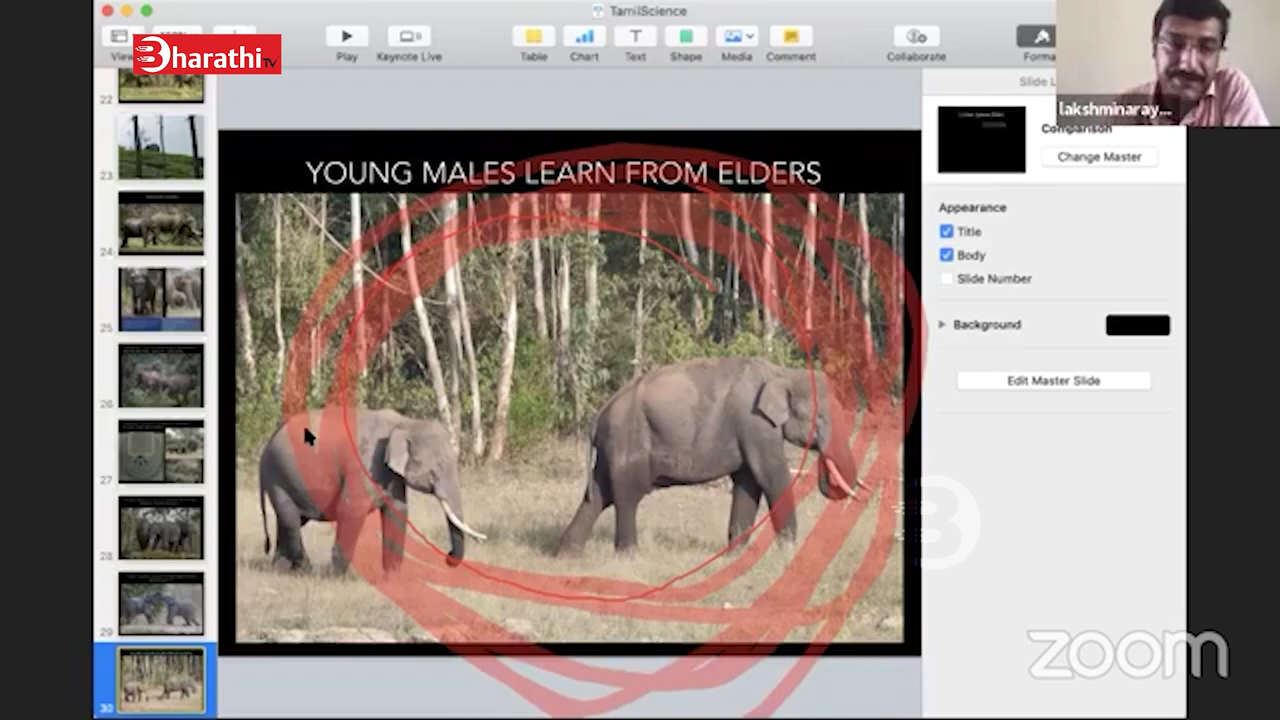 TamilScience
Bharathi TV
View
Play
Keynote Live
Table
Chart
Text
Shape
Media
Comment
Collaborate
Forma
lakshminaray...
22
23
24
25
26
27
28
29
30
YOUNG MALES LEARN FROM ELDERS
Slide L
Comparison
Change Master
Appearance
Title
Body
Slide Number
Background
Edit Master Slide
B
zoom